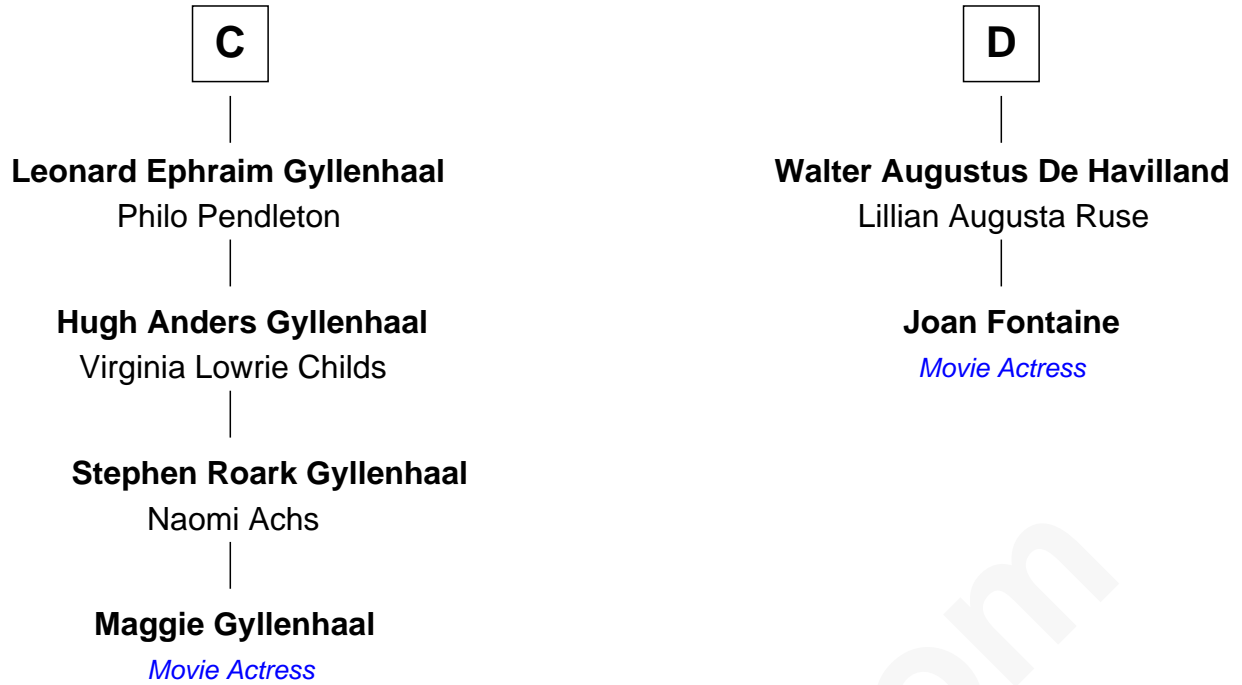 C
Leonard Ephraim Gyllenhaal
Philo Pendleton
Hugh Anders Gyllenhaal
Virginia Lowrie Childs
Stephen Roark Gyllenhaal
Naomi Achs
Maggie Gyllenhaal
Movie Actress
D
Walter Augustus De Havilland
Lillian Augusta Ruse
Joan Fontaine
Movie Actress
om